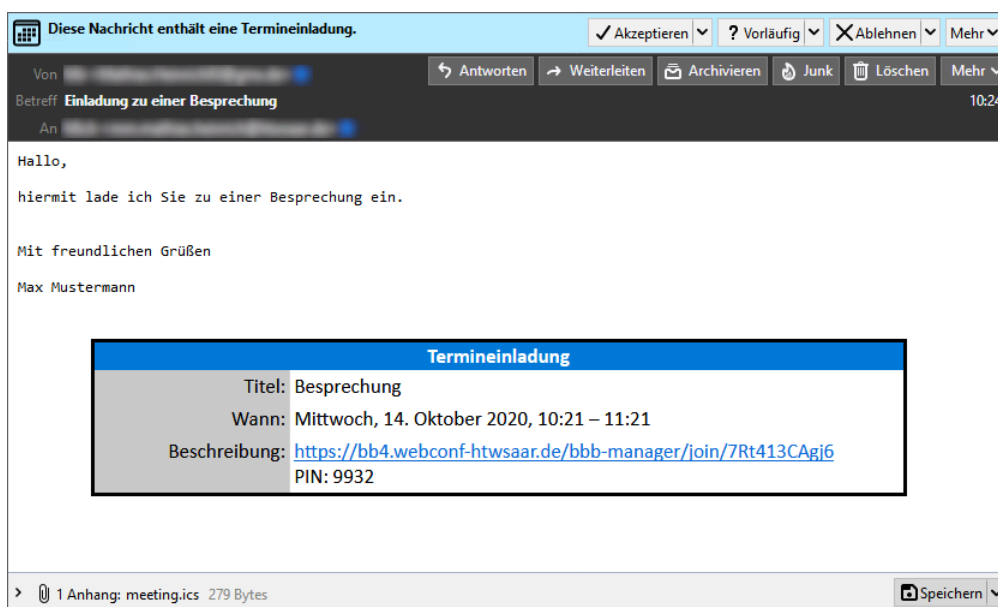 Diese Nachricht enthält eine Termineinladung.
Akzeptieren ? Vorläufig Ablehnen Mehr
Von
Antworten Weiterleiten Archivieren Junk Löschen Mehr
Betreff Einladung zu einer Besprechung 10:24
An
Hallo,
hiermit lade ich Sie zu einer Besprechung ein.
Mit freundlichen Grüßen
Max Mustermann
Termineinladung
Titel: Besprechung
Wann: Mittwoch, 14. Oktober 2020, 10:21 – 11:21
Beschreibung: https://bb4.webconf-htwsaar.de/bbb-manager/join/7Rt413CAgj6
PIN: 9932
1 Anhang: meeting.ics 279 Bytes Speichern